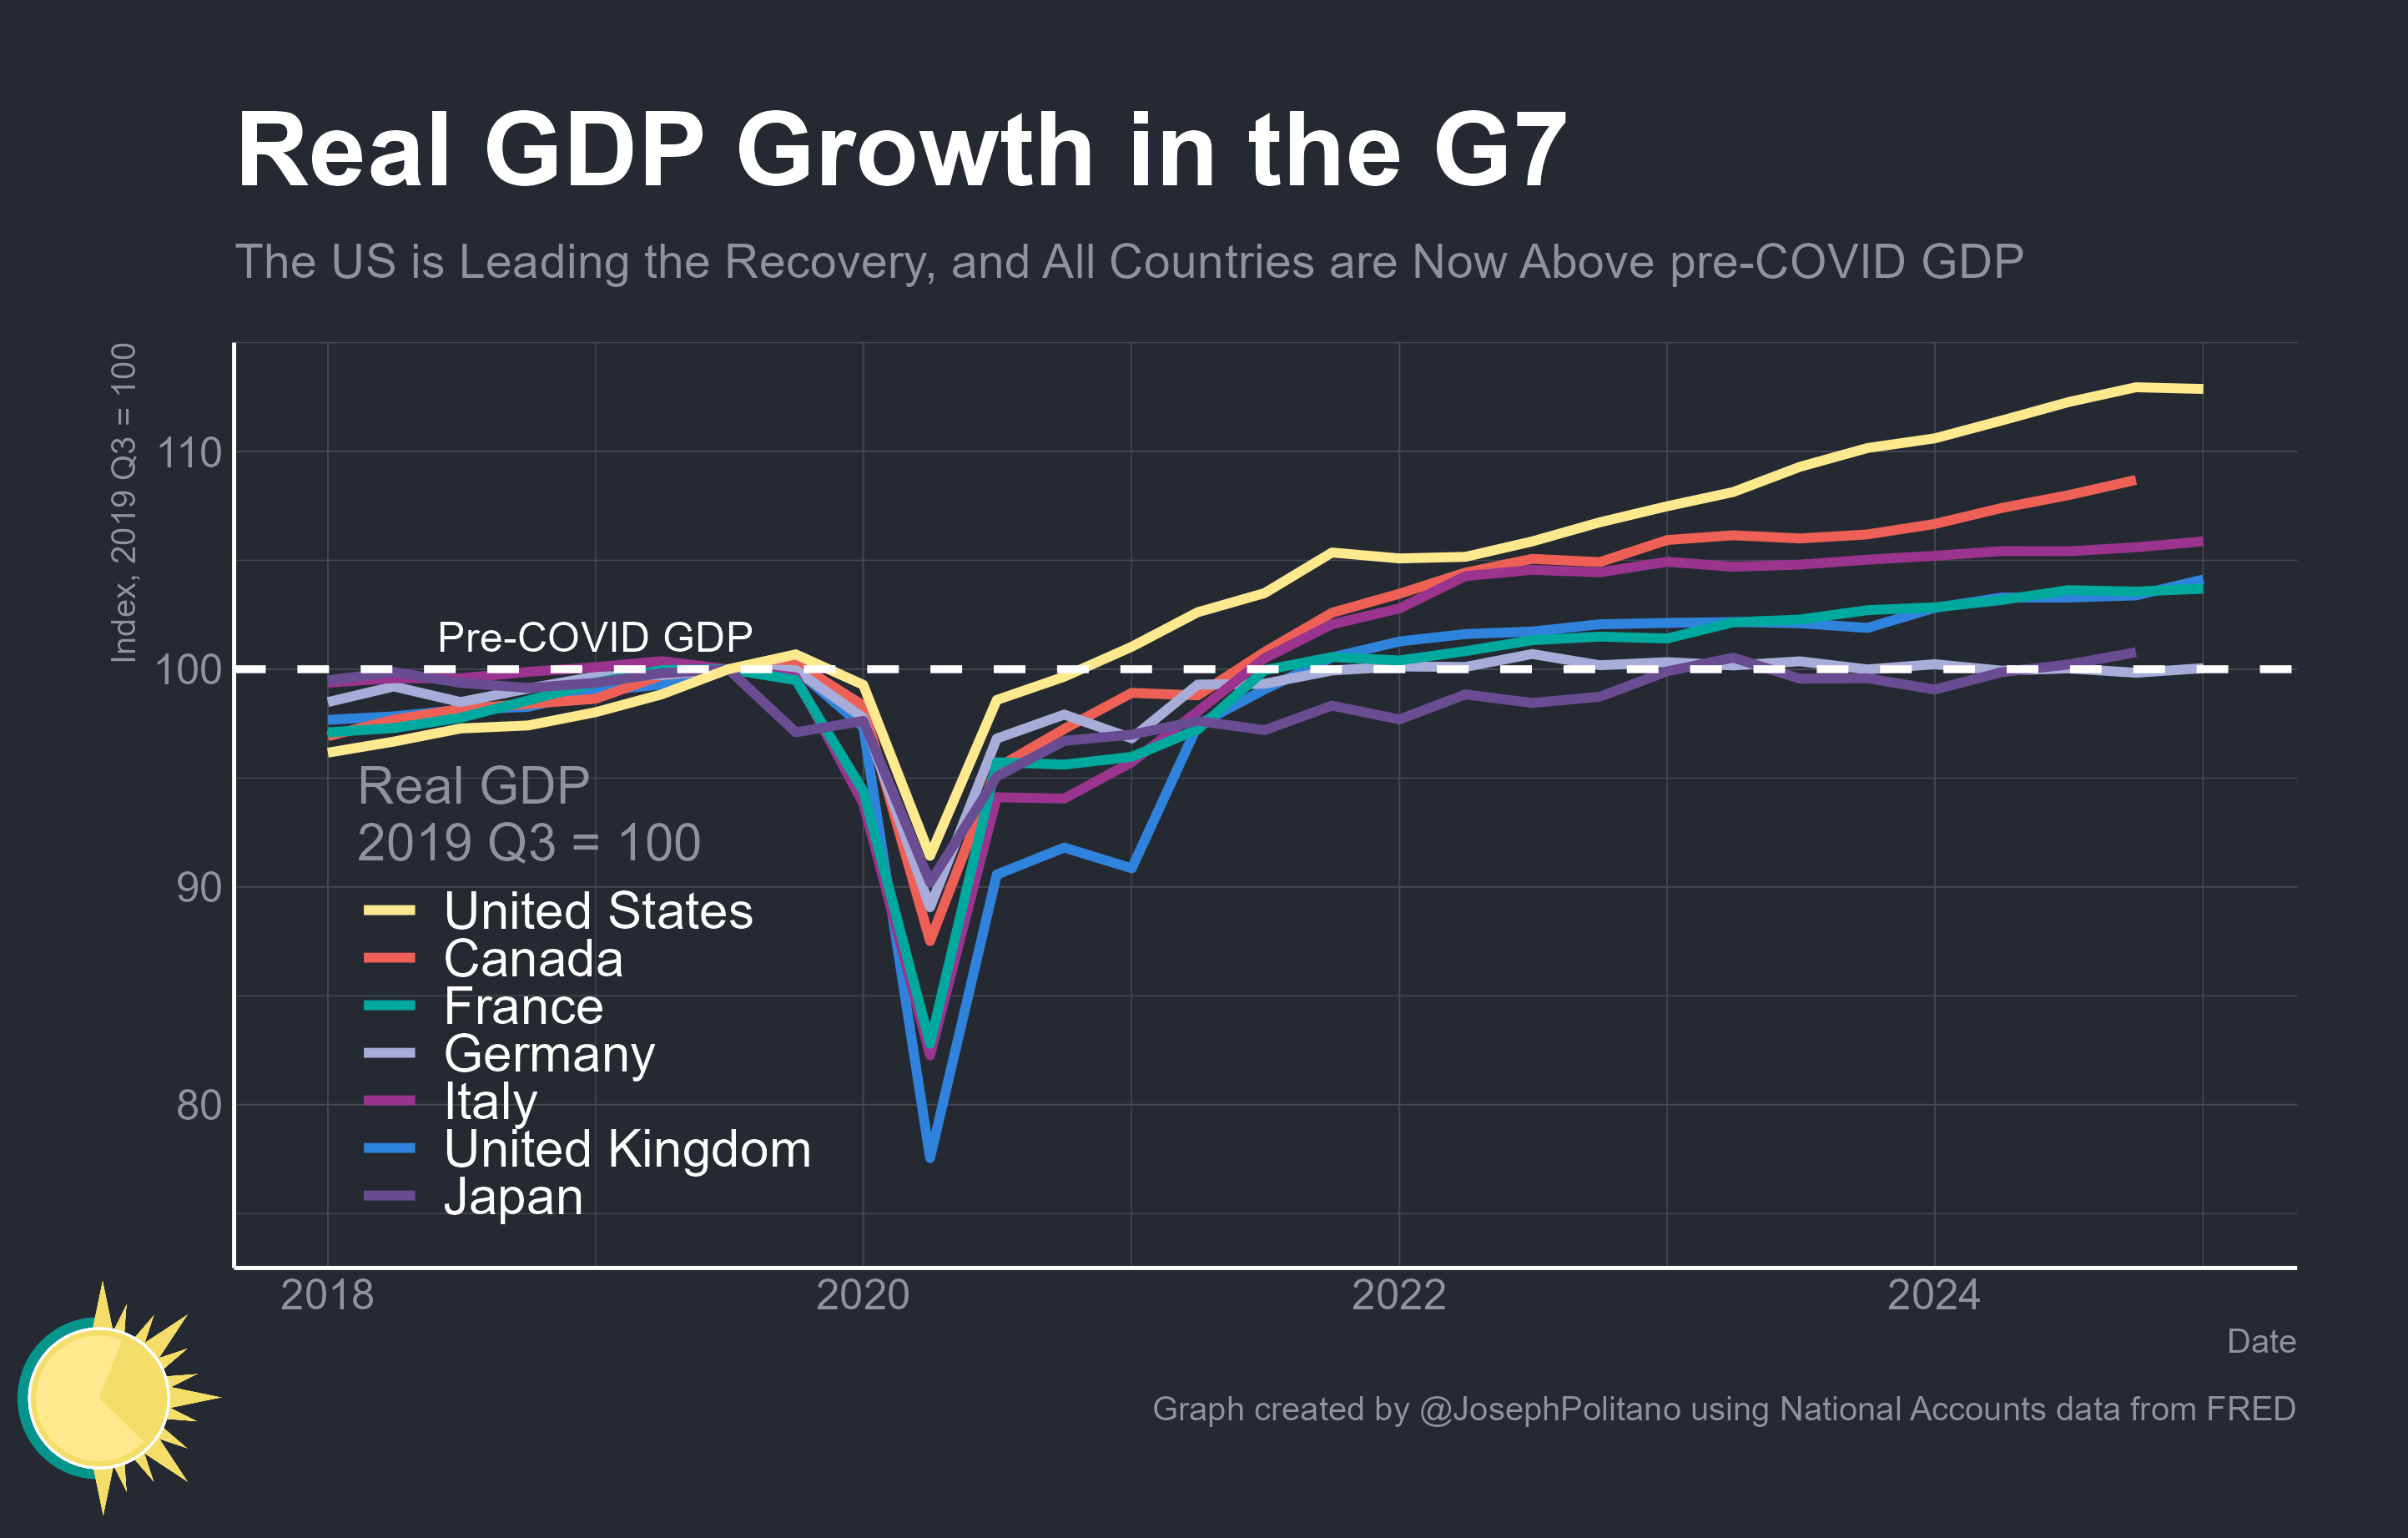 Real GDP Growth in the G7
The US is Leading the Recovery, and All Countries are Now Above pre-COVID GDP
Index, 2019 Q3 = 100
110
100
90
80
Pre-COVID GDP
Real GDP
2019 Q3 = 100
United States
Canada
France
Germany
Italy
United Kingdom
Japan
2018
2020
2022
2024
Date
Graph created by @JosephPolitano using National Accounts data from FRED